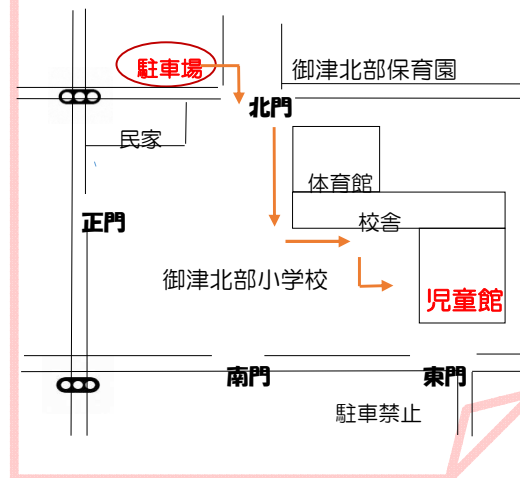 駐車場
御津北部保育園
北門
民家
体育館
正門
校舎
御津北部小学校
児童館
南門
東門
駐車禁止